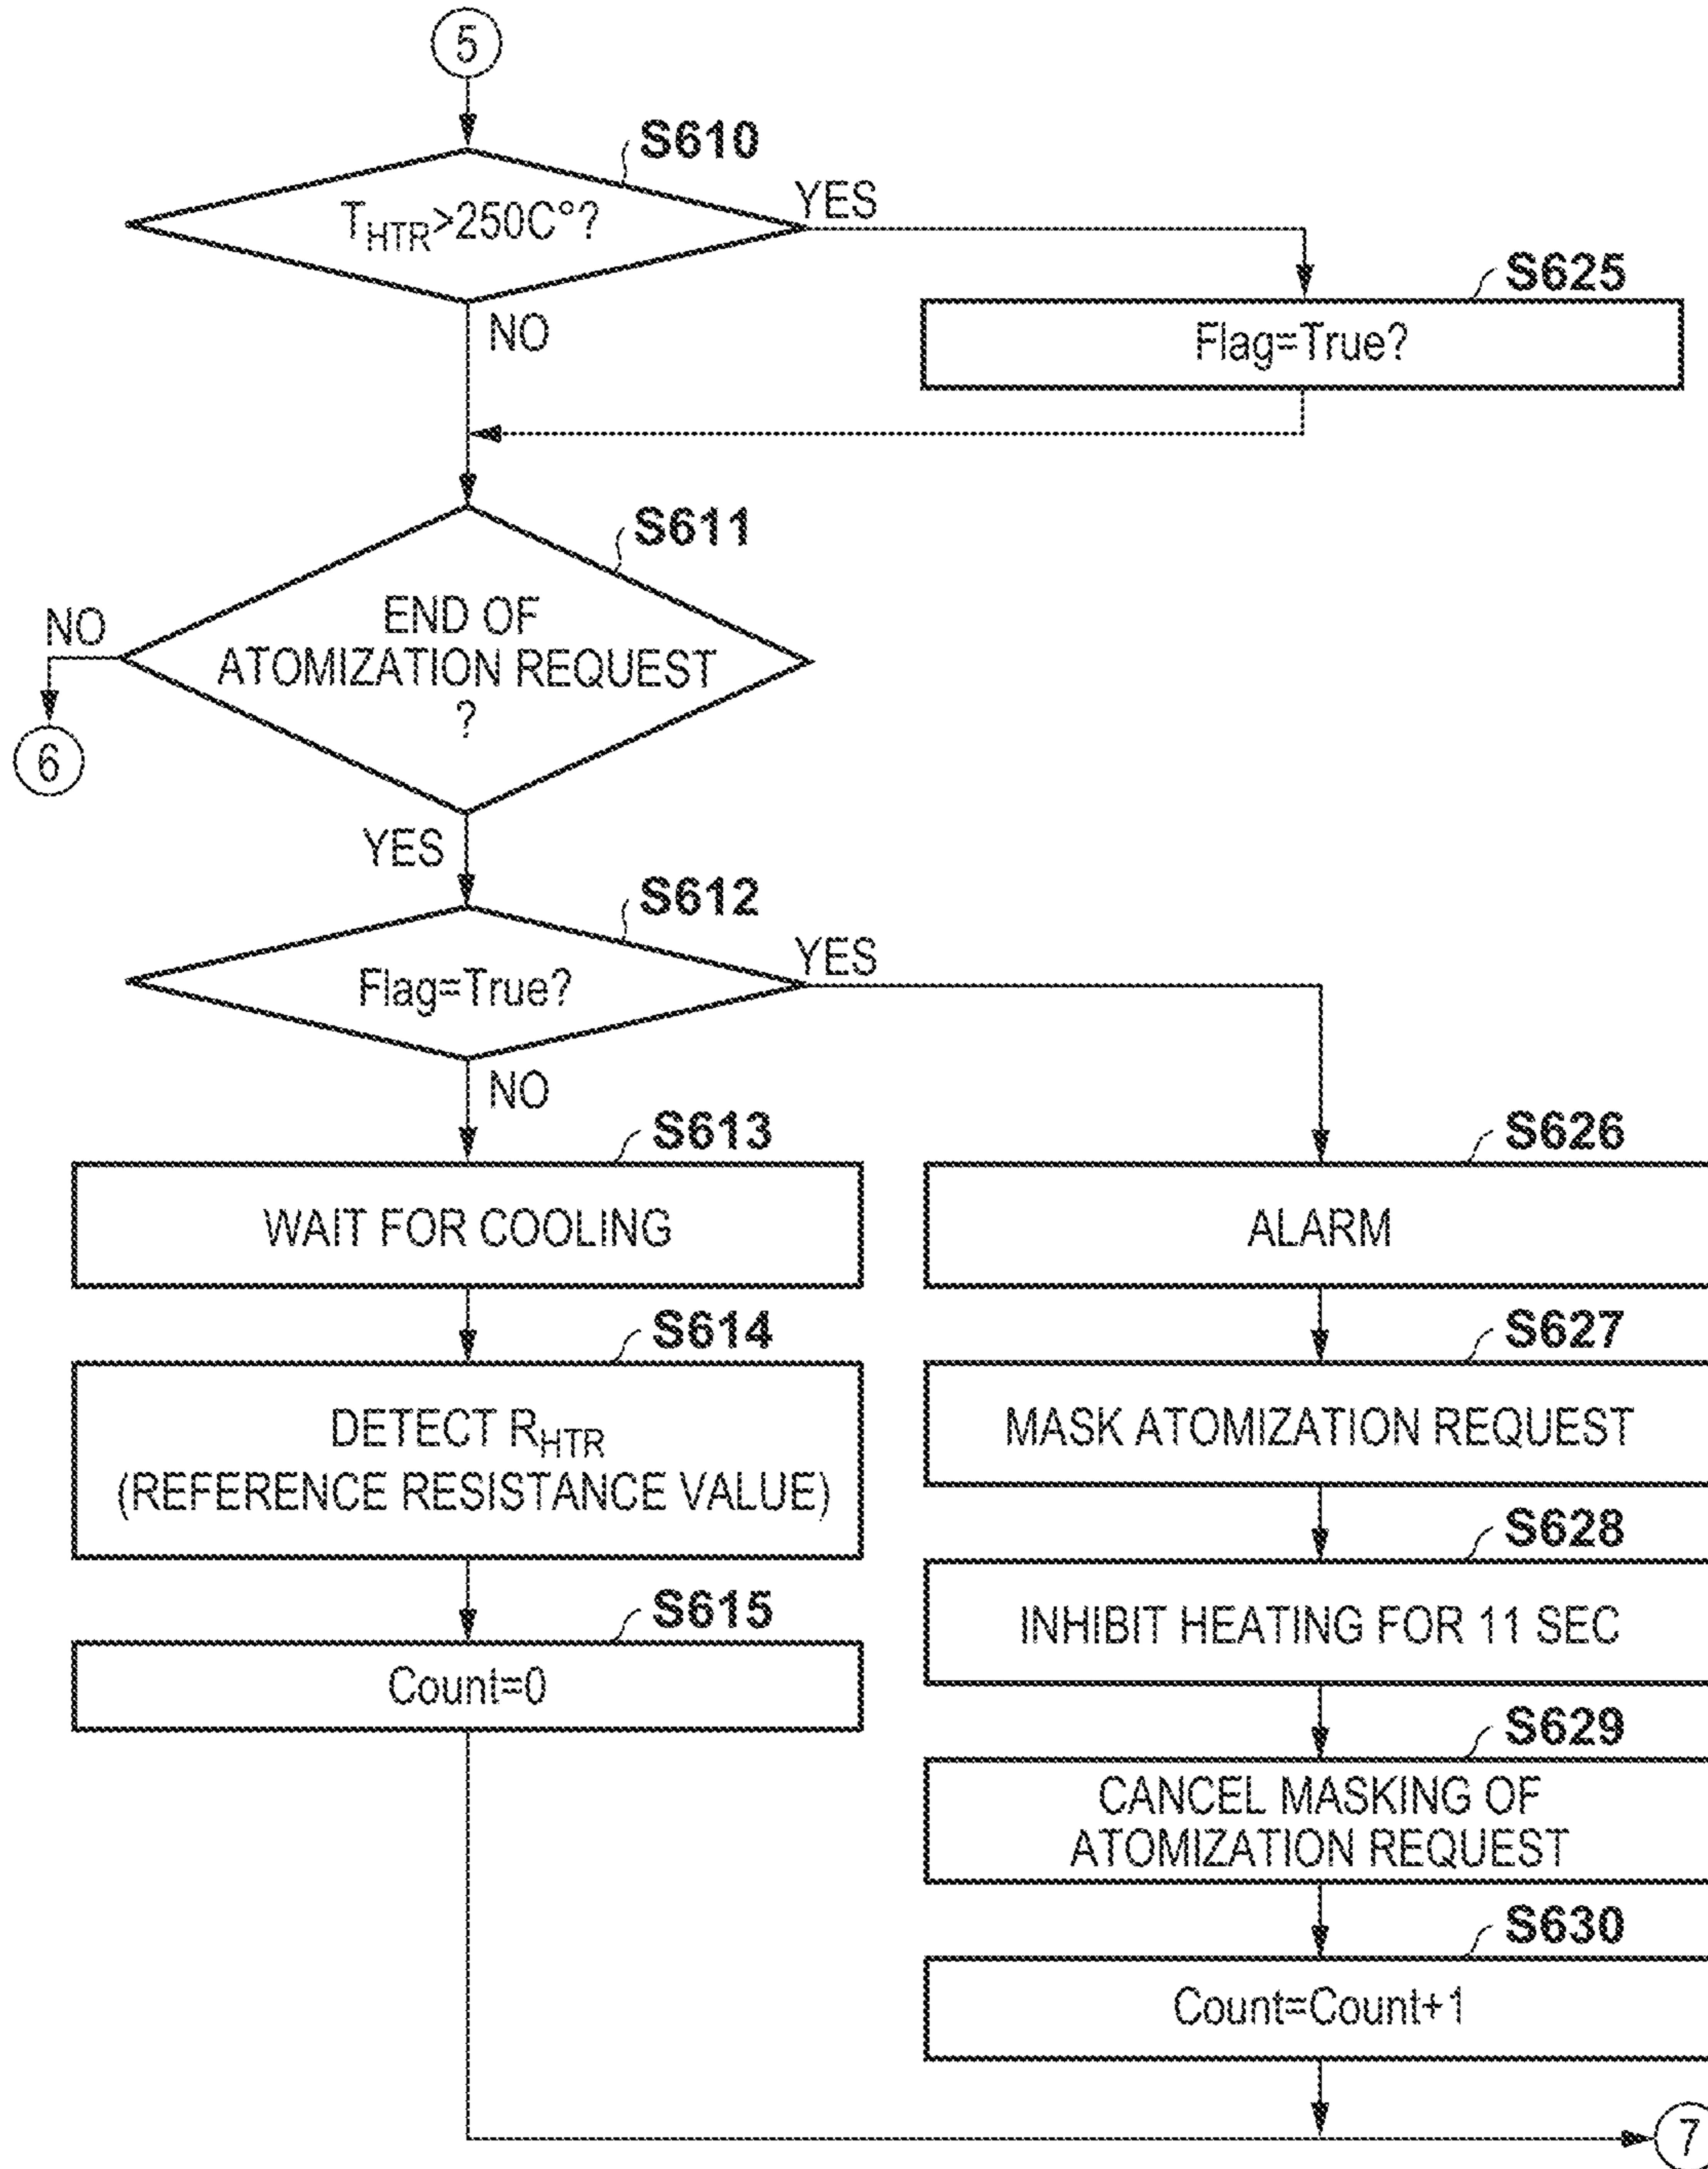 5
S610
T_HTR>250C°?
YES
NO
S625
Flag=True?
S611
END OF
ATOMIZATION REQUEST
?
NO
6
YES
S612
Flag=True?
YES
NO
S613
WAIT FOR COOLING
S614
DETECT R_HTR
(REFERENCE RESISTANCE VALUE)
S615
Count=0
S626
ALARM
S627
MASK ATOMIZATION REQUEST
S628
INHIBIT HEATING FOR 11 SEC
S629
CANCEL MASKING OF
ATOMIZATION REQUEST
S630
Count=Count+1
7